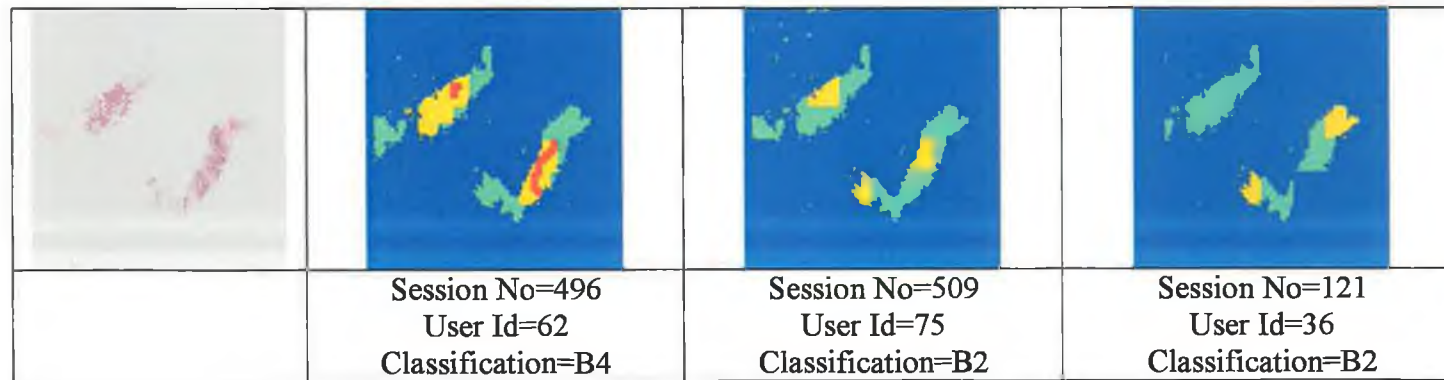 Session No=496
User Id=62
Classification=B4
Session No=509
User Id=75
Classification=B2
Session No=121
User Id=36
Classification=B2